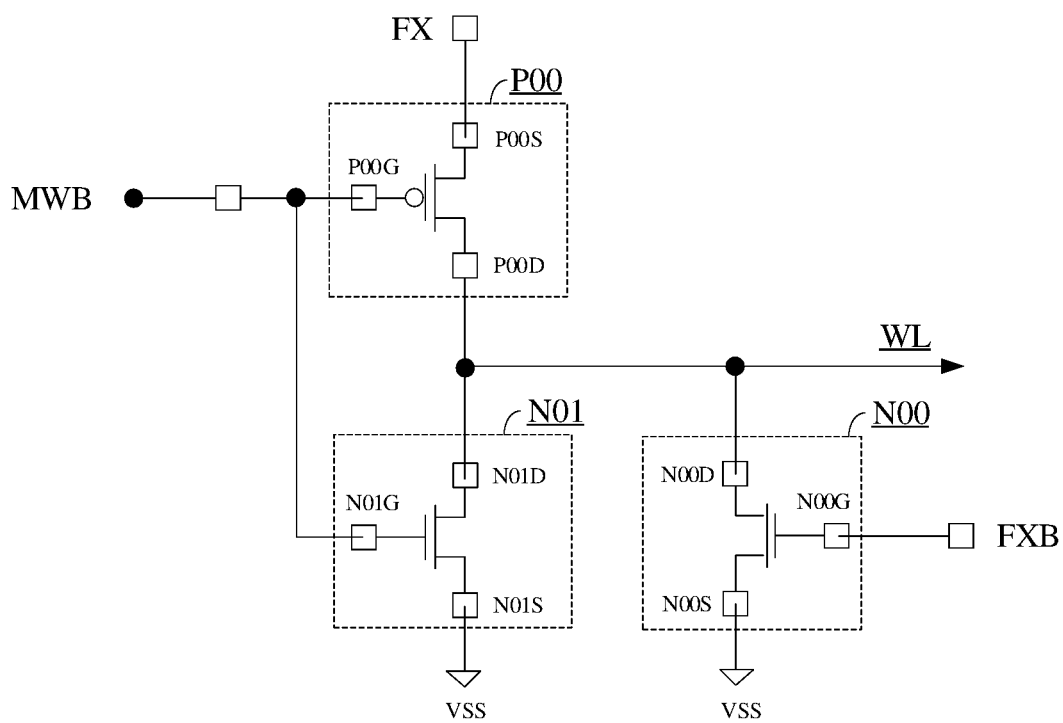 FX
P00
P00S
P00G
MWB
P00D
WL
N01
N00
N01D
N00D
N01G
N00G
FXB
N01S
N00S
VSS
VSS